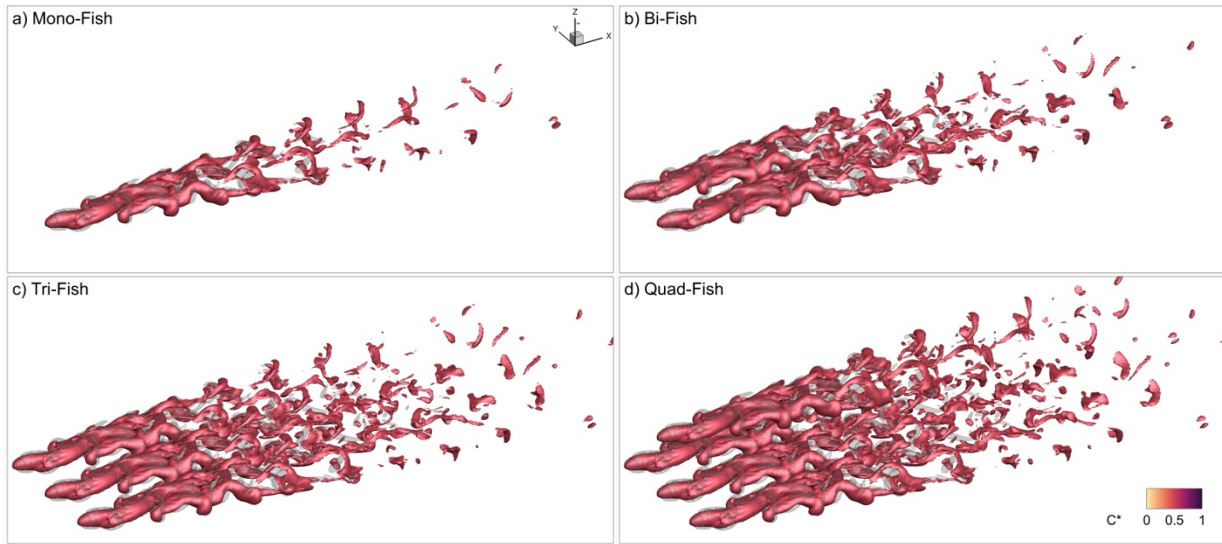 a) Mono-Fish
Z
Y
X
b) Bi-Fish
c) Tri-Fish
d) Quad-Fish
C* 0 0.5 1